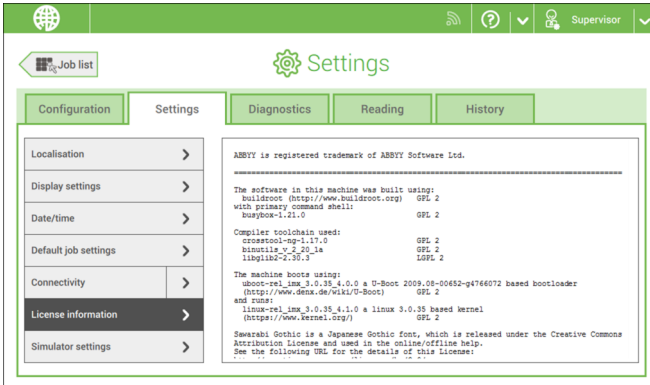 Supervisor
Job list
Settings
Configuration
Settings
Diagnostics
Reading
History
Localisation
Display settings
Date/time
Default job settings
Connectivity
License information
Simulator settings
ABBYY is registered trademark of ABBYY Software Ltd.
The software in this machine was built using:
buildroot (http://www.buildroot.org) GPL 2
with primary command shell:
busybox-1.21.0 GPL 2
Compiler toolchain used:
crosstool-ng-1.17.0 GPL 2
binutils_v_2_20_1a GPL 2
libglib2-2.30.3 LGPL 2
The machine boots using:
uboot-rel_imx_3.0.35_4.0.0 a U-Boot 2009.08-00652-g4766072 based bootloader
(http://www.denx.de/wiki/U-Boot) GPL 2
and runs:
linux-rel_imx_3.0.35_4.1.0 a linux 3.0.35 based kernel
(https://www.kernel.org/) GPL 2
Sawarabi Gothic is a Japanese Gothic font, which is released under the Creative Commons
Attribution License and used in the online/offline help.
See the following URL for the details of this License: